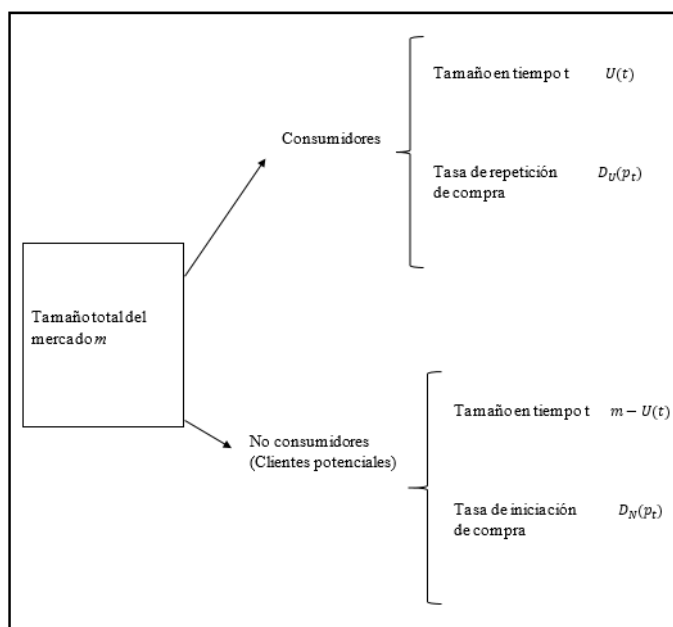 Tamaño en tiempo t U(t)
Consumidores
Tasa de repetición D_U(p_t)
de compra
Tamaño total del
mercado m
No consumidores
(Clientes potenciales)
Tamaño en tiempo t m − U(t)
Tasa de iniciación D_N(p_t)
de compra